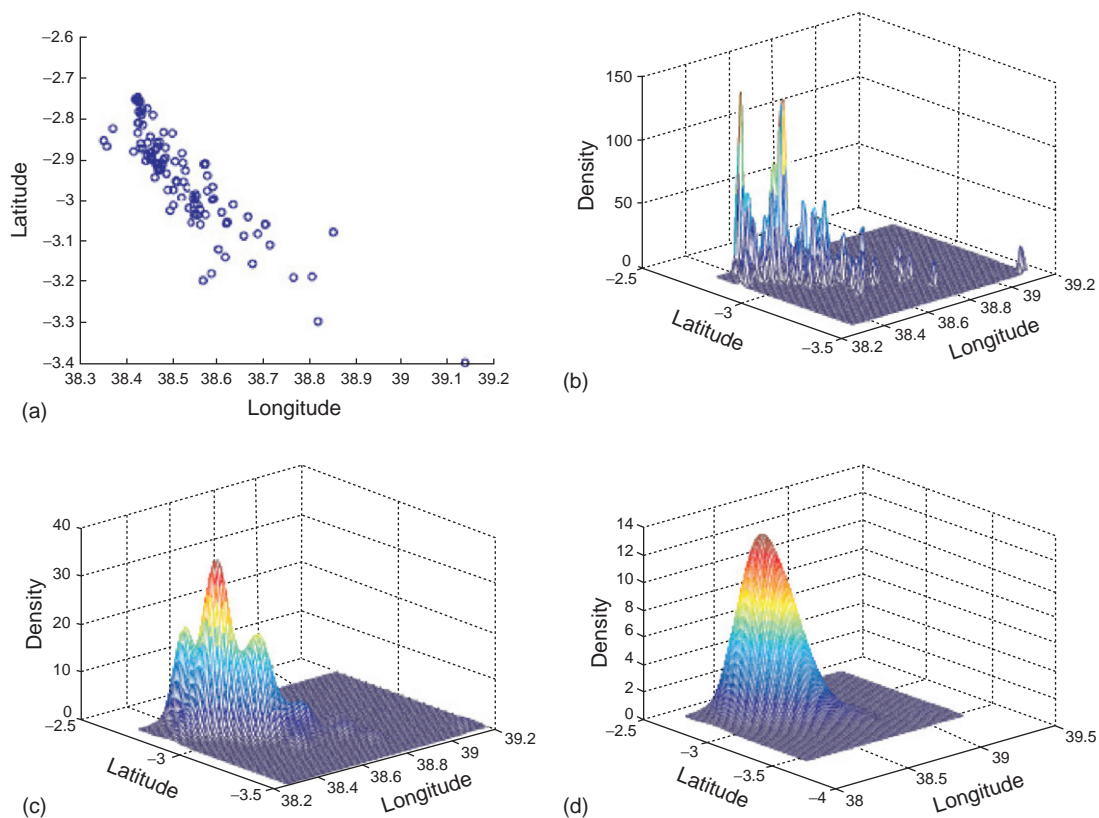 −2.6
−2.7
−2.8
−2.9
−3
−3.1
−3.2
−3.3
−3.4
Latitude
38.3 38.4 38.5 38.6 38.7 38.8 38.9 39 39.1 39.2
Longitude
(a)
150
100
50
0
Density
−2.5
−3
−3.5
Latitude
38.2 38.4 38.6 38.8 39 39.2
Longitude
(b)
40
30
20
10
0
Density
−2.5
−3
−3.5
Latitude
38.2 38.4 38.6 38.8 39 39.2
Longitude
(c)
14
12
10
8
6
4
2
0
Density
−2.5
−3
−3.5
−4
Latitude
38 38.5 39 39.5
Longitude
(d)